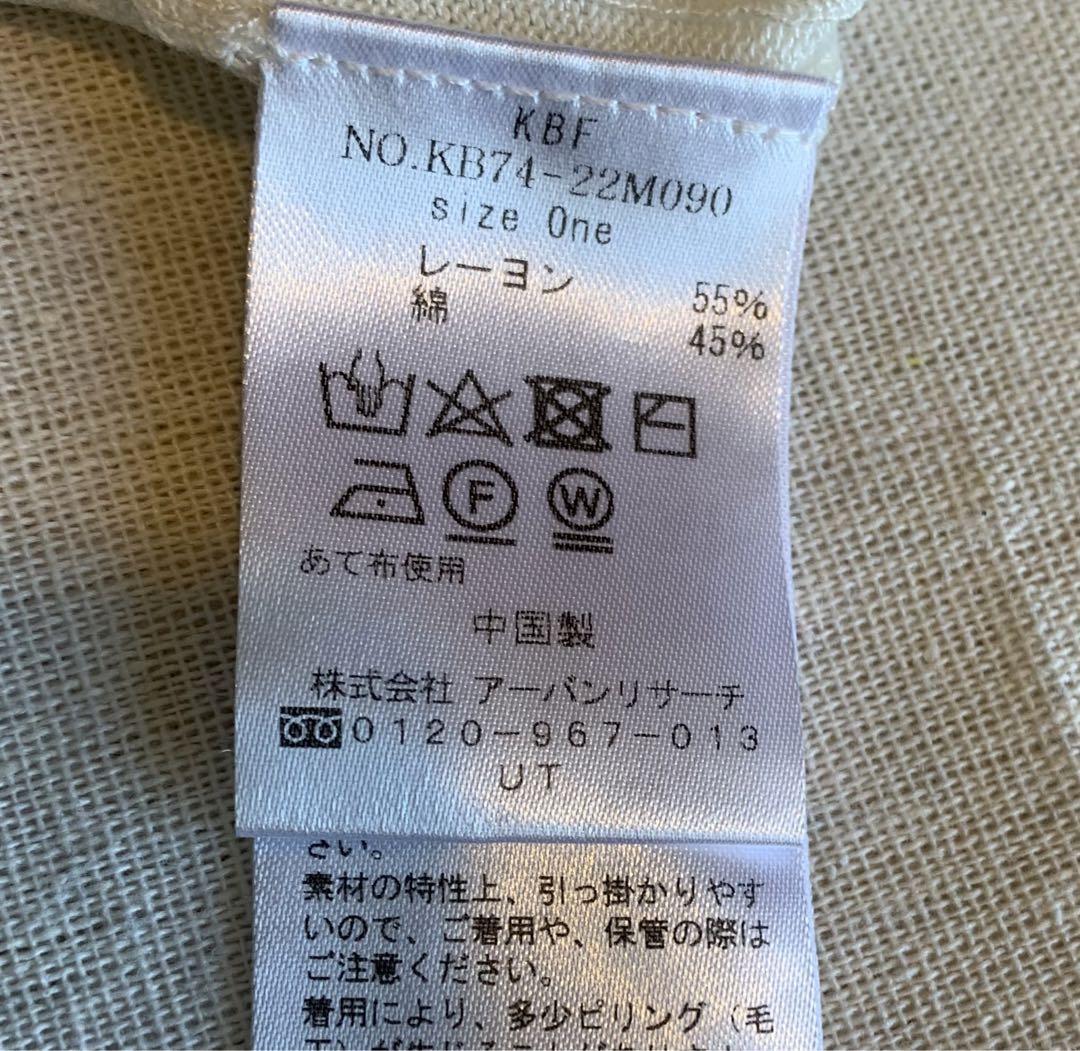 KBF
NO.KB74-22M090
size One
レーヨン 55%
綿 45%
F W
あて布使用
中国製
株式会社 アーバンリサーチ
0120-967-013
UT
さい。
素材の特性上、引っ掛かりやす
いので、ご着用や、保管の際は
ご注意ください。
着用により、多少ピリング(毛